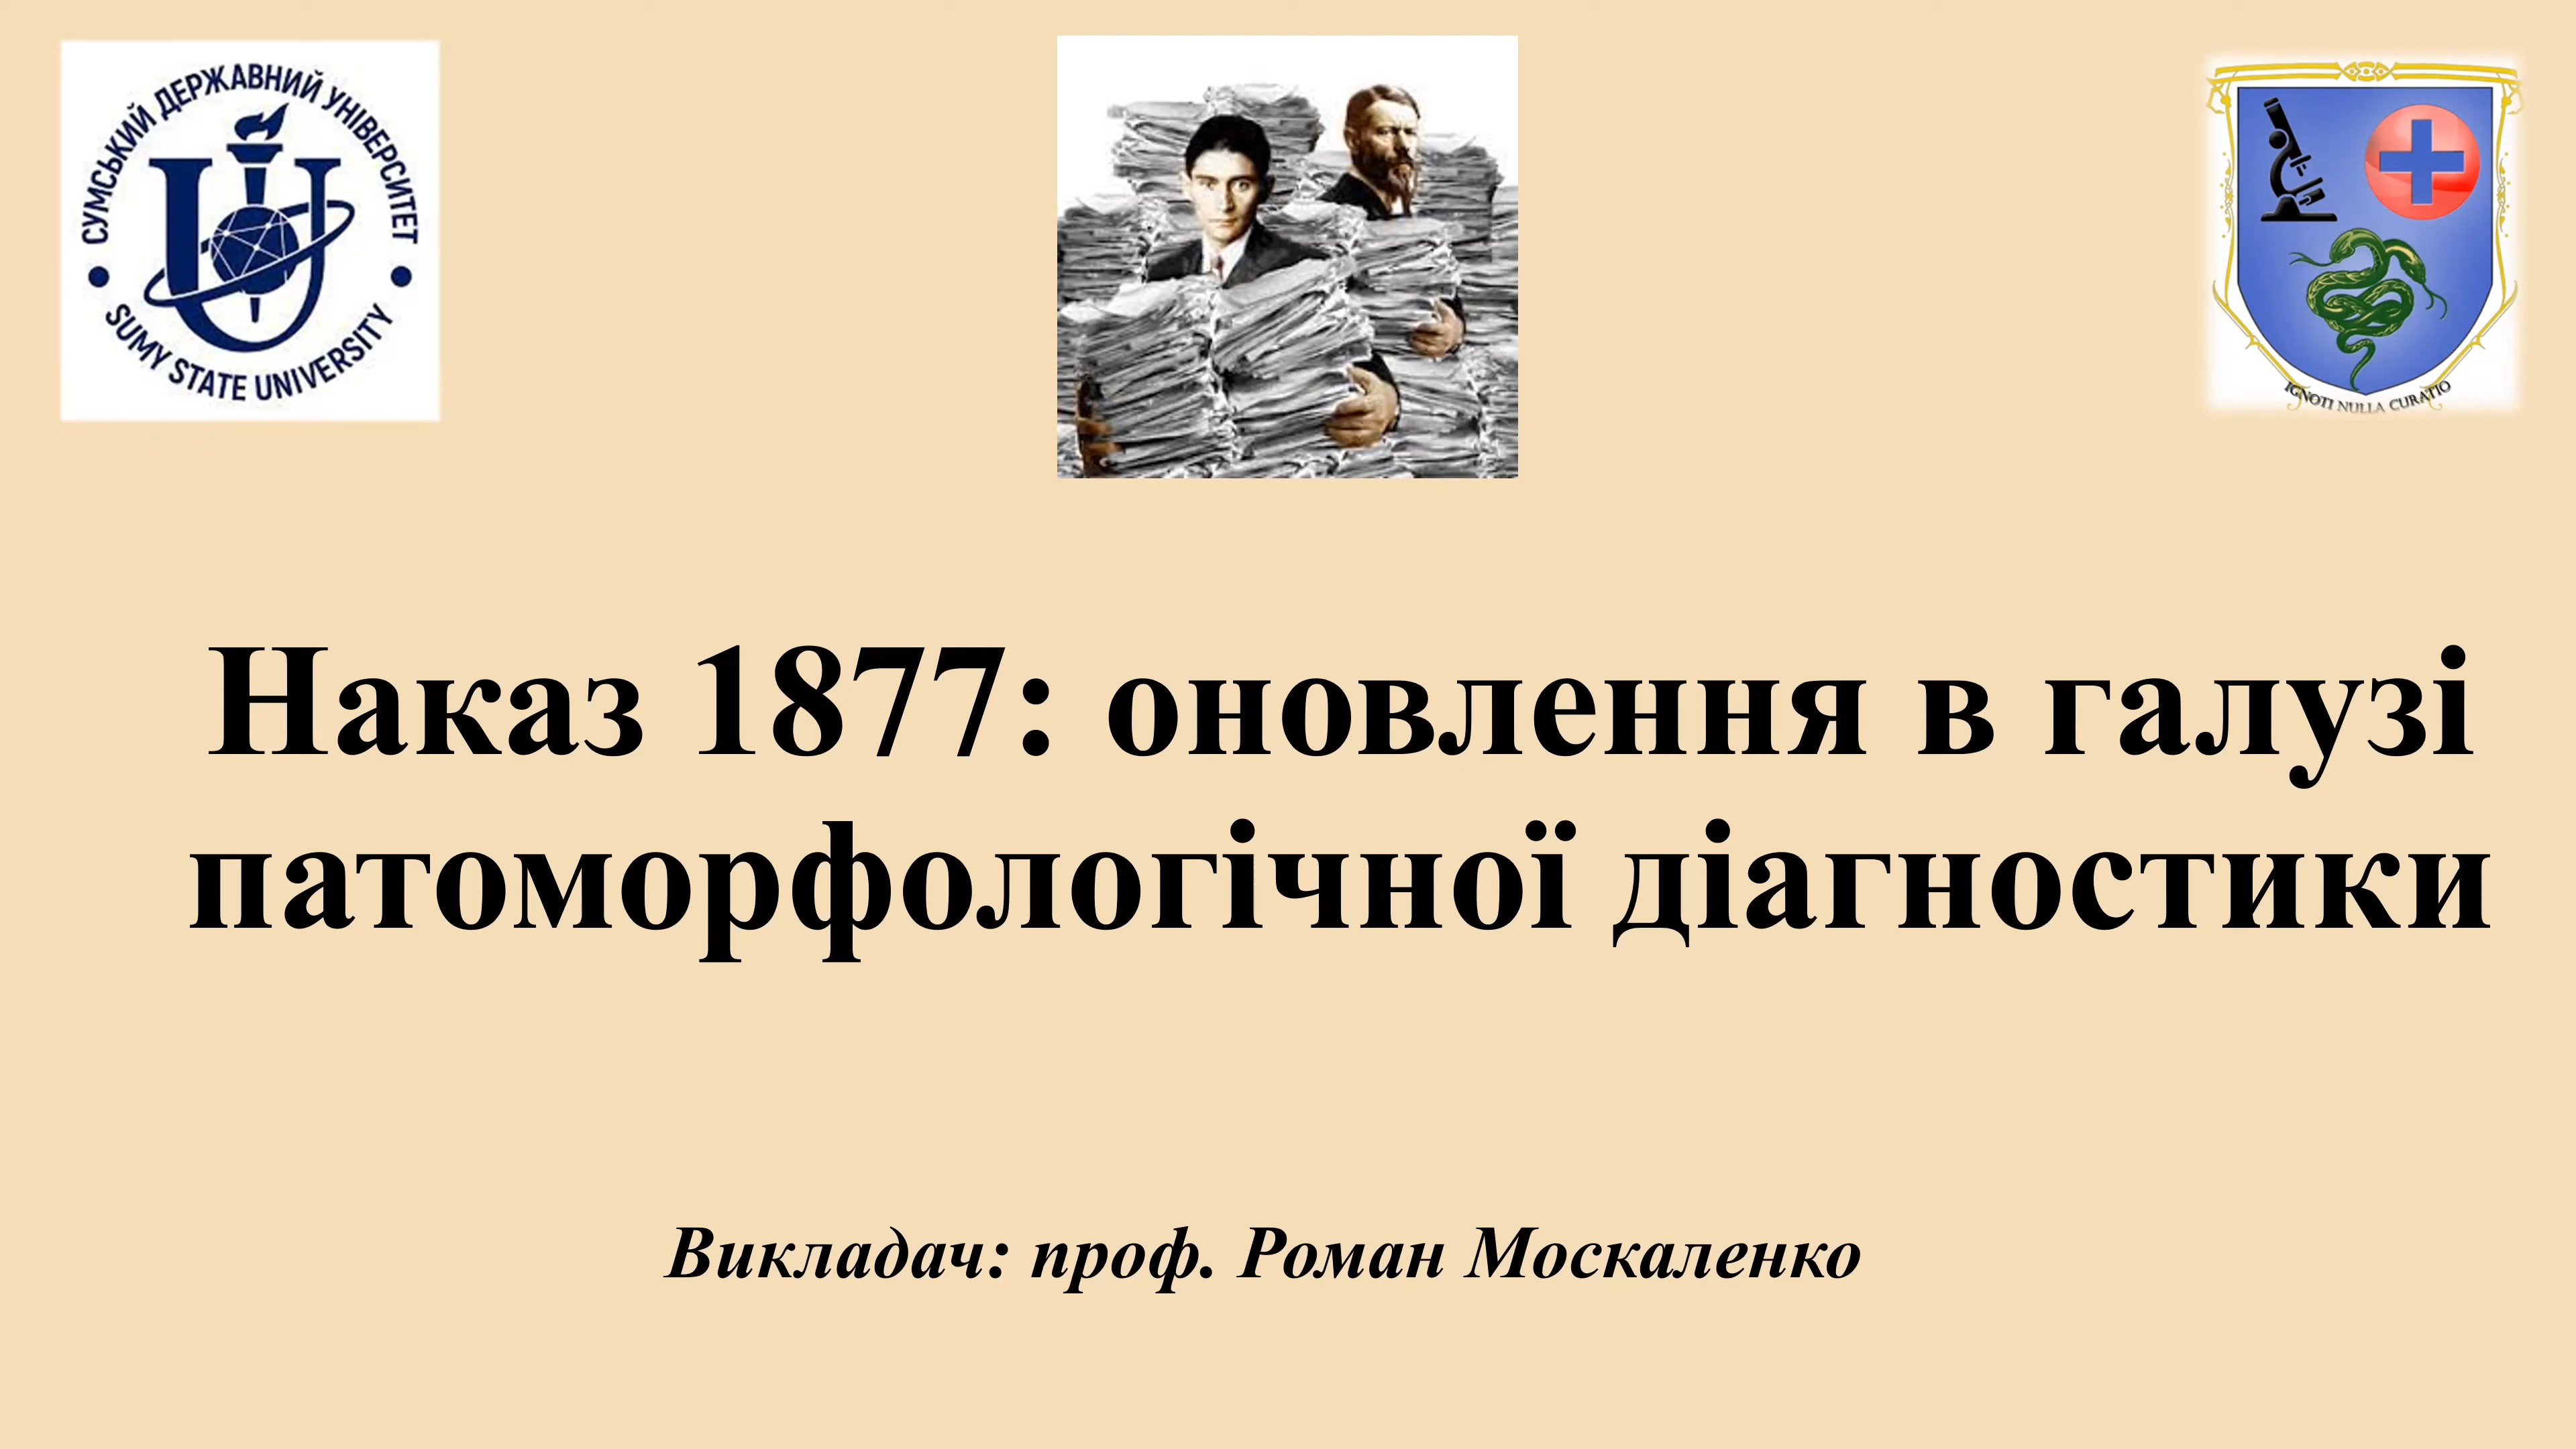 СУМСЬКИЙ ДЕРЖАВНИЙ УНІВЕРСИТЕТ
SUMY STATE UNIVERSITY
IGNOTI NULLA CURATIO
Наказ 1877: оновлення в галузі
патоморфологічної діагностики
Викладач: проф. Роман Москаленко